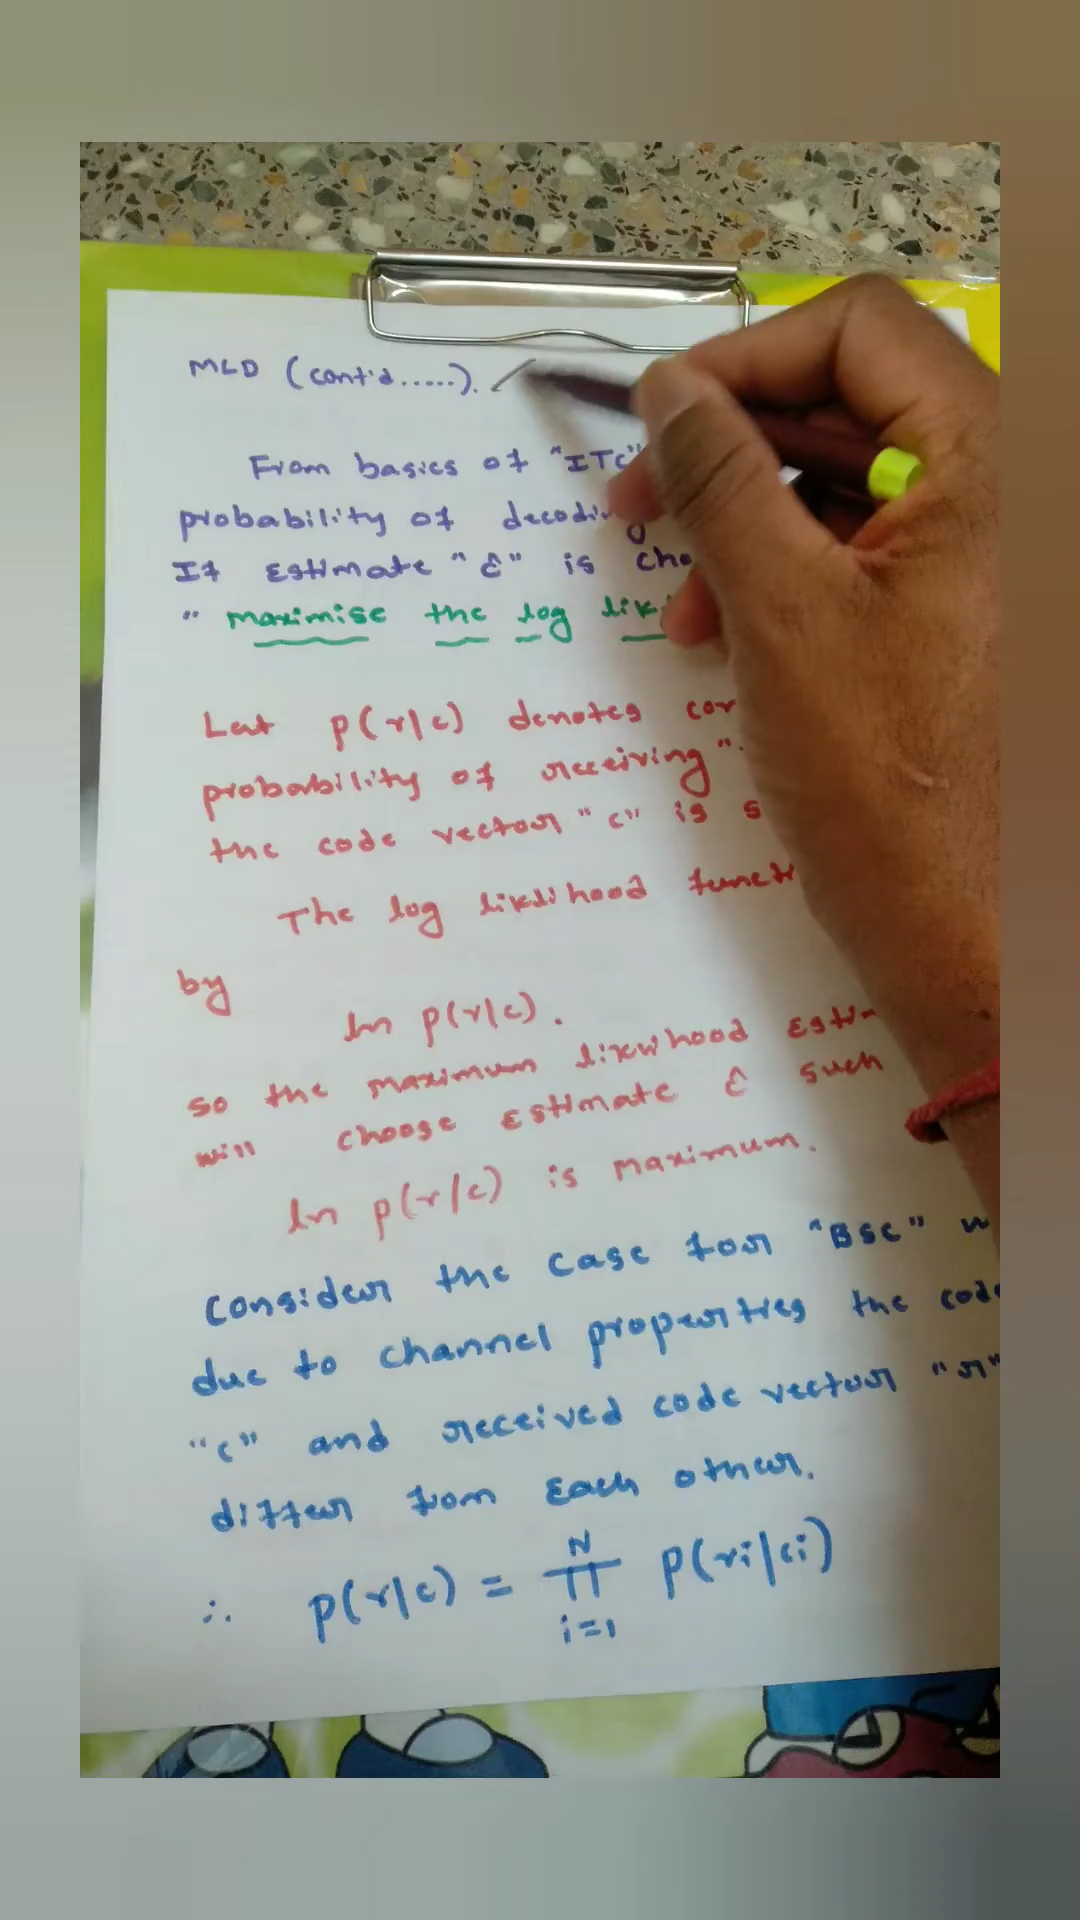 MLD (cont'd.....).
From basics of "ITC"
probability of decoding
If estimate "ĉ" is
" maximise the log
Let p(r/c) denotes
probability of receiving "
the code vector "c" is
The log liklihood
by
ln p(r/c).
so the maximum liklihood
will choose estimate ĉ such
ln p(r/c) is maximum.
consider the case for "BSC"
due to channel properties the
"c" and received code vector "r"
differ from each other.
∴ p(r/c) = N ∏ i=1 p(ri/ci)